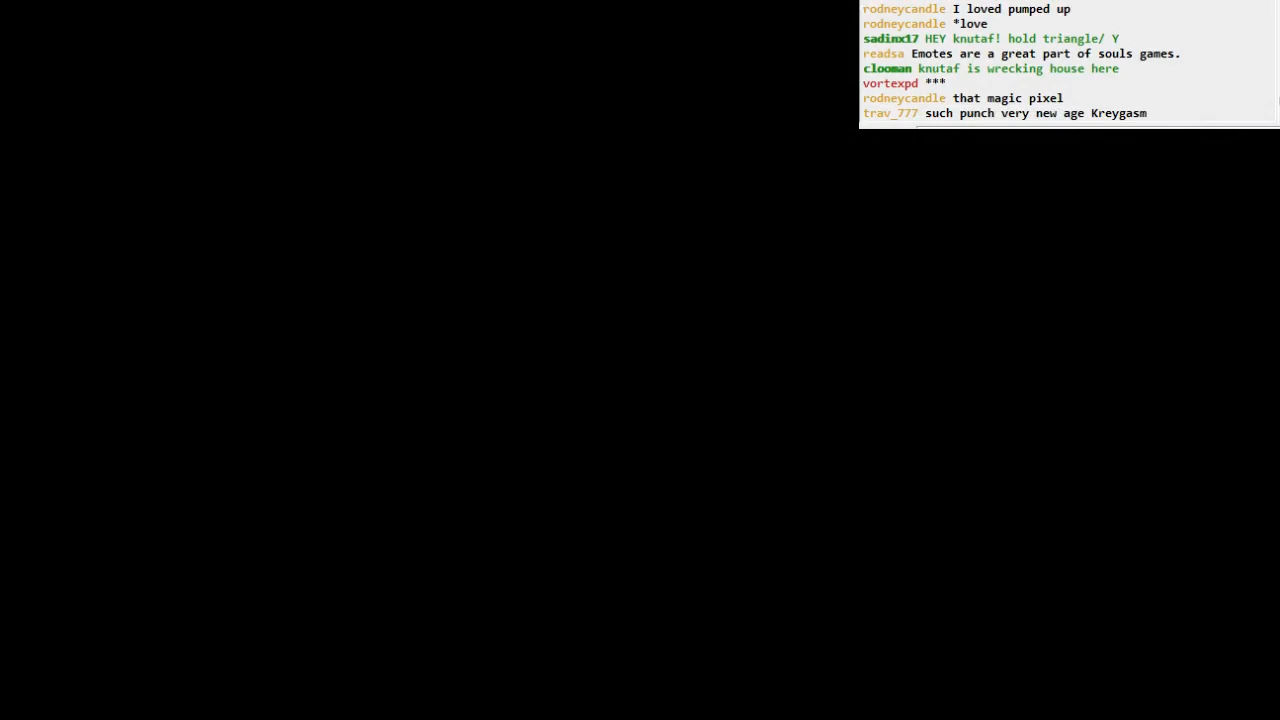 rodneycandle I loved pumped up
rodneycandle *love
sadinx17 HEY knutaf! hold triangle/ Y
readsa Emotes are a great part of souls games.
clooman knutaf is wrecking house here
vortexpd ***
rodneycandle that magic pixel
trav_777 such punch very new age Kreygasm